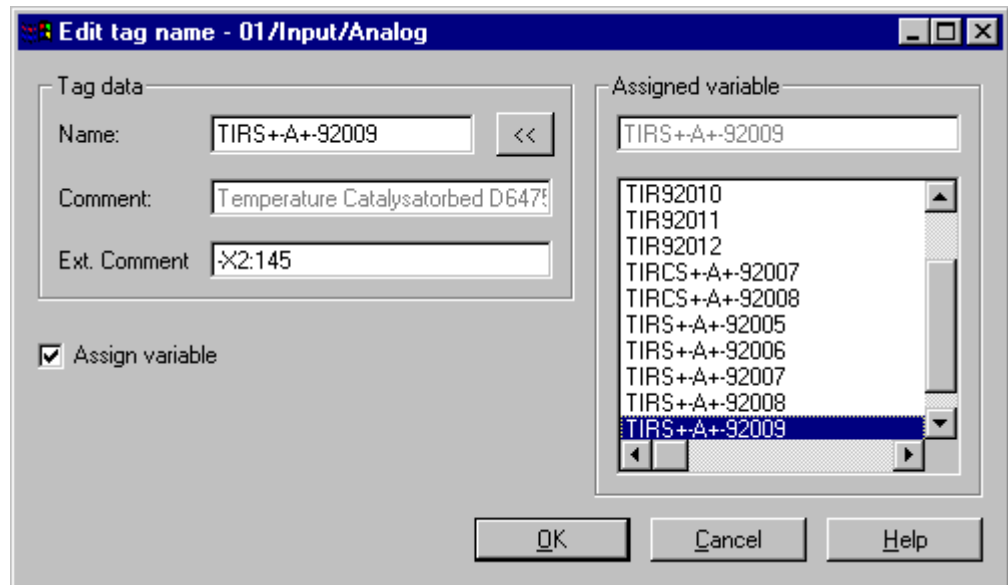 Edit tag name - 01/Input/Analog
Tag data
Name:
TIRS+-A+-92009
<<
Comment:
Temperature Catalysatorbed D6475
Ext. Comment
-X2:145
Assign variable
Assigned variable
TIRS+-A+-92009
TIR92010
TIR92011
TIR92012
TIRCS+-A+-92007
TIRCS+-A+-92008
TIRS+-A+-92005
TIRS+-A+-92006
TIRS+-A+-92007
TIRS+-A+-92008
TIRS+-A+-92009
OK
Cancel
Help